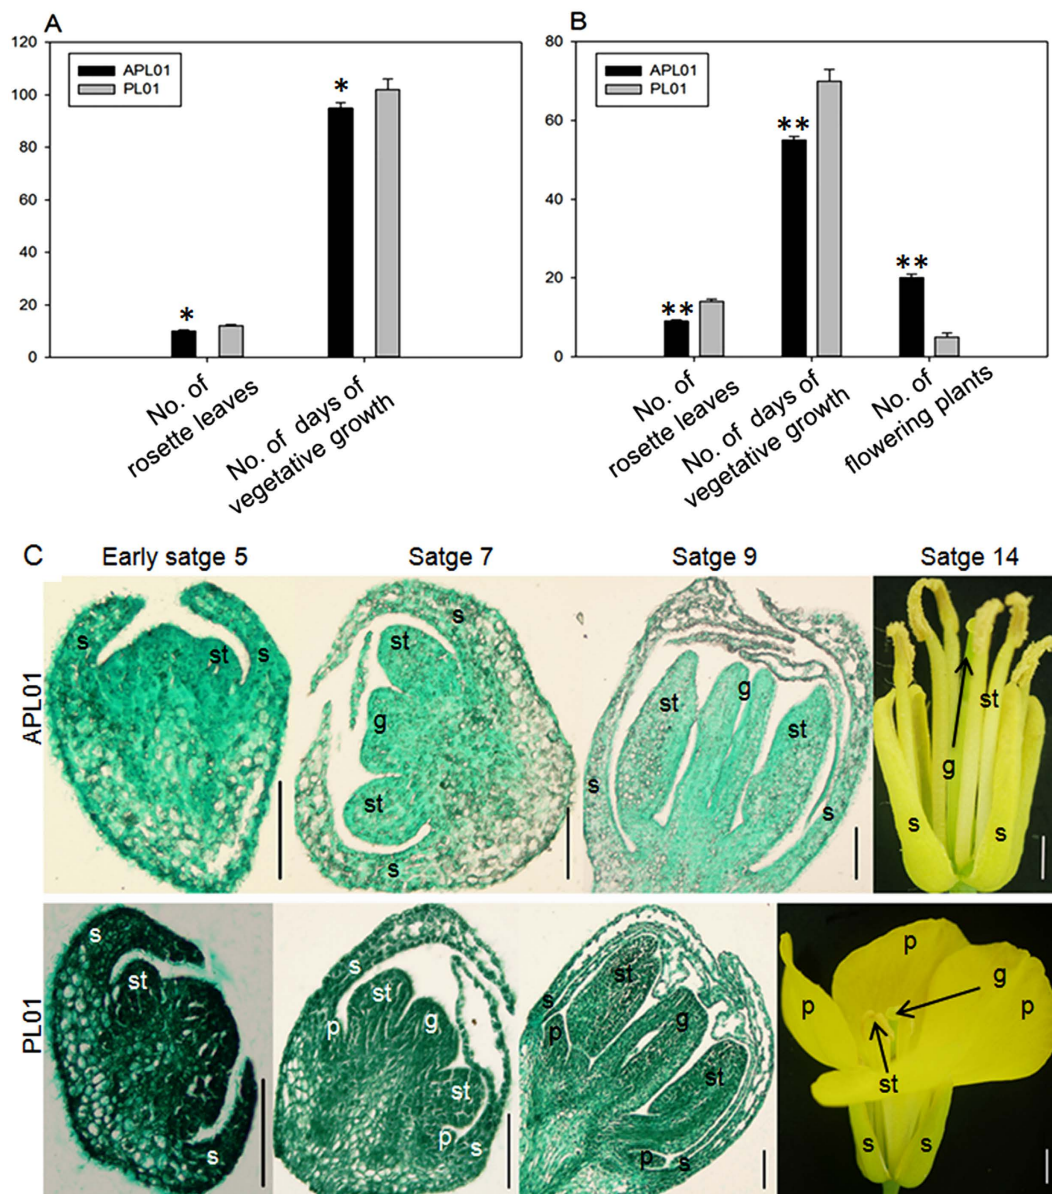 A
120
100
80
60
40
20
0
APL01
PL01
*
*
No. of
rosette leaves
No. of days of
vegetative growth
B
80
60
40
20
0
APL01
PL01
**
**
**
No. of
rosette leaves
No. of days of
vegetative growth
No. of
flowering plants
C
Early satge 5
Satge 7
Satge 9
Satge 14
APL01
s
st
s
s
st
g
st
s
g
st
st
s
s
st
g
s
s
PL01
s
st
s
s
st
p
g
st
p
s
st
s
g
p
st
p
s
p
g
p
p
st
s
s